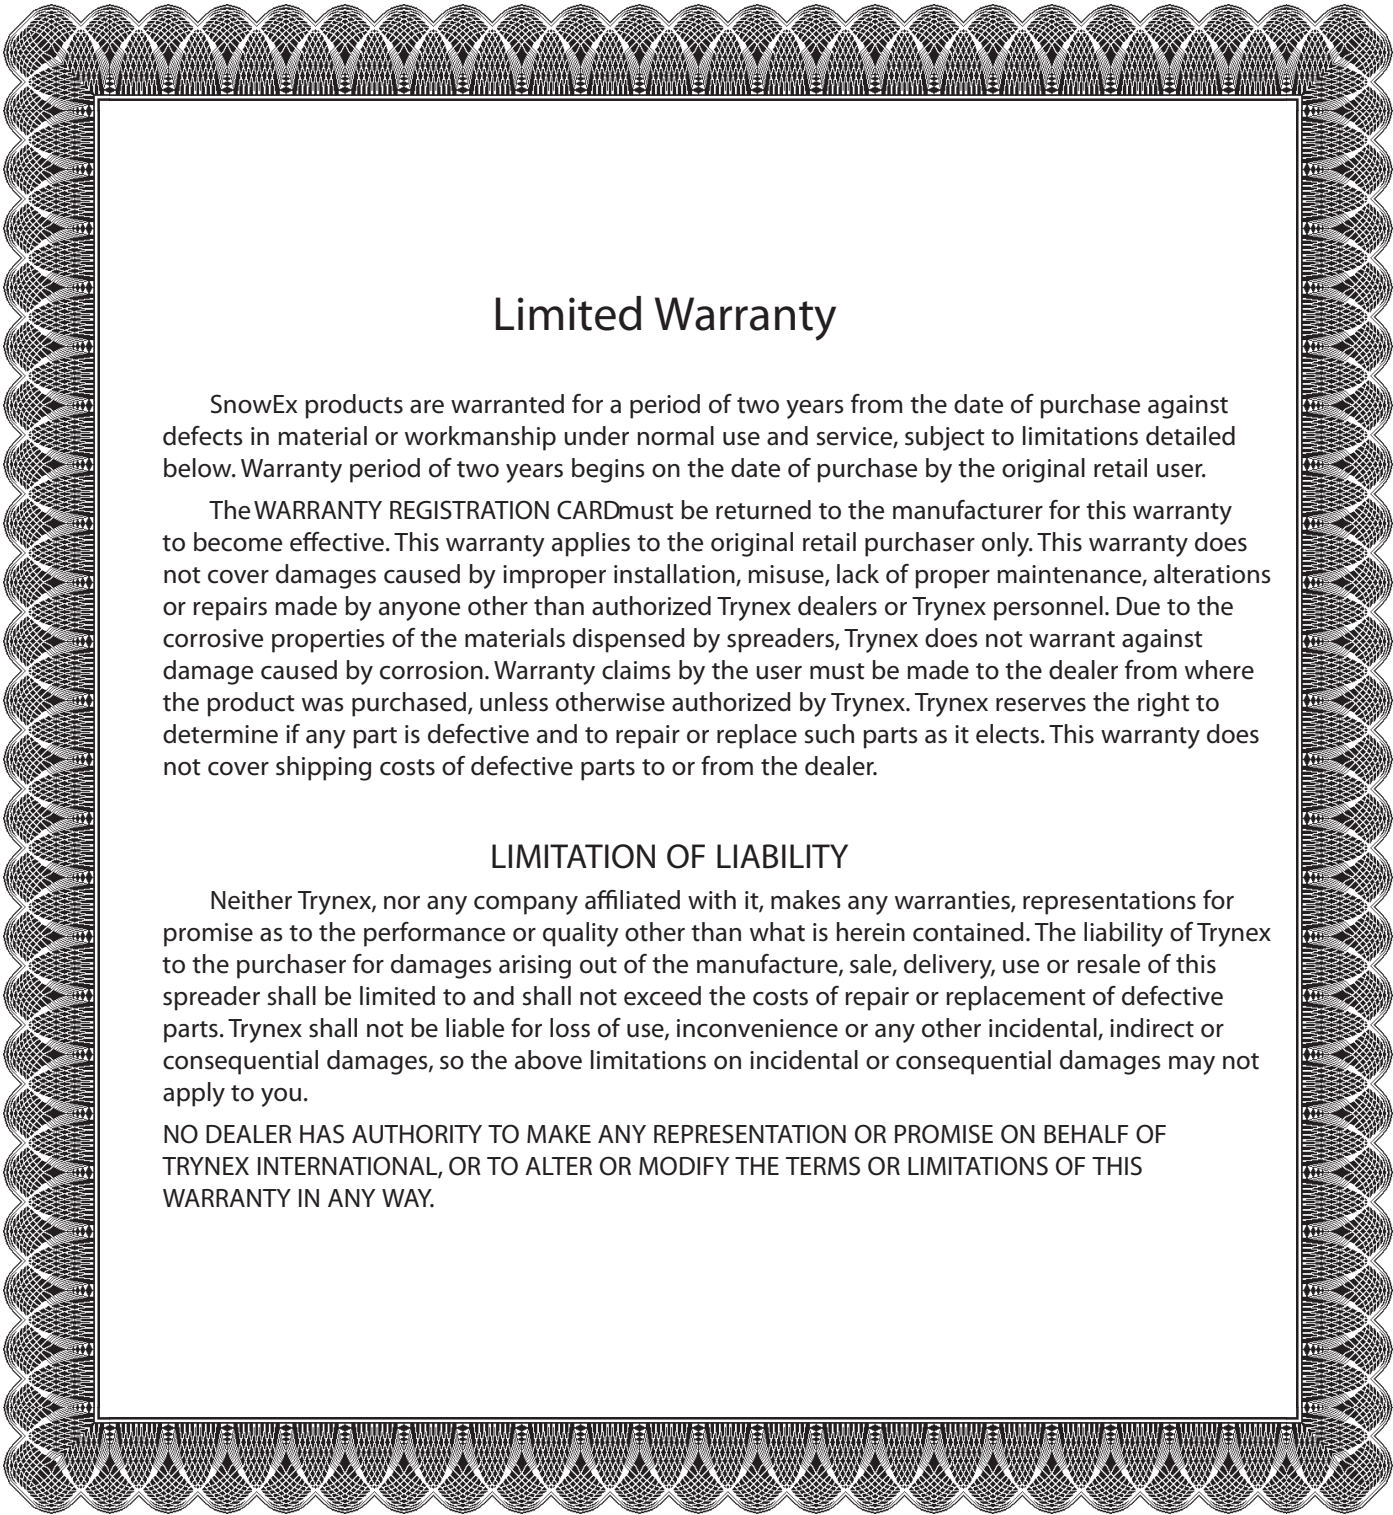 Limited Warranty
SnowEx products are warranted for a period of two years from the date of purchase against
defects in material or workmanship under normal use and service, subject to limitations detailed
below. Warranty period of two years begins on the date of purchase by the original retail user.
The WARRANTY REGISTRATION CARD must be returned to the manufacturer for this warranty
to become effective. This warranty applies to the original retail purchaser only. This warranty does
not cover damages caused by improper installation, misuse, lack of proper maintenance, alterations
or repairs made by anyone other than authorized Trynex dealers or Trynex personnel. Due to the
corrosive properties of the materials dispensed by spreaders, Trynex does not warrant against
damage caused by corrosion. Warranty claims by the user must be made to the dealer from where
the product was purchased, unless otherwise authorized by Trynex. Trynex reserves the right to
determine if any part is defective and to repair or replace such parts as it elects. This warranty does
not cover shipping costs of defective parts to or from the dealer.
LIMITATION OF LIABILITY
Neither Trynex, nor any company affiliated with it, makes any warranties, representations for
promise as to the performance or quality other than what is herein contained. The liability of Trynex
to the purchaser for damages arising out of the manufacture, sale, delivery, use or resale of this
spreader shall be limited to and shall not exceed the costs of repair or replacement of defective
parts. Trynex shall not be liable for loss of use, inconvenience or any other incidental, indirect or
consequential damages, so the above limitations on incidental or consequential damages may not
apply to you.
NO DEALER HAS AUTHORITY TO MAKE ANY REPRESENTATION OR PROMISE ON BEHALF OF
TRYNEX INTERNATIONAL, OR TO ALTER OR MODIFY THE TERMS OR LIMITATIONS OF THIS
WARRANTY IN ANY WAY.